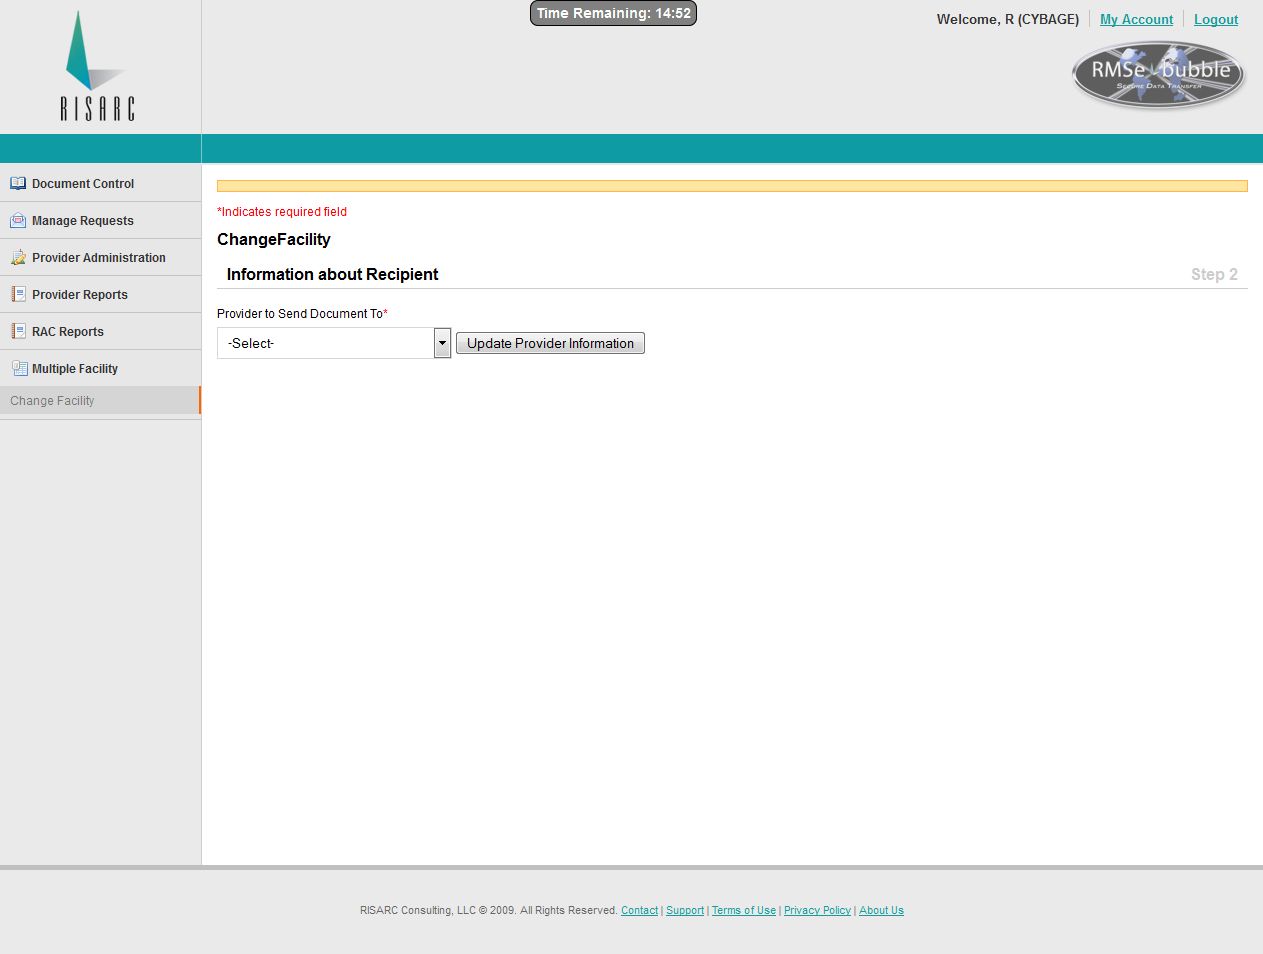 Time Remaining: 14:52
Welcome, R (CYBAGE)
My Account
Logout
RISARC
RMSe bubble
SECURE DATA TRANSFER
Document Control
Manage Requests
Provider Administration
Provider Reports
RAC Reports
Multiple Facility
Change Facility
*Indicates required field
ChangeFacility
Information about Recipient
Step 2
Provider to Send Document To*
-Select-
Update Provider Information
RISARC Consulting, LLC © 2009. All Rights Reserved. Contact | Support | Terms of Use | Privacy Policy | About Us